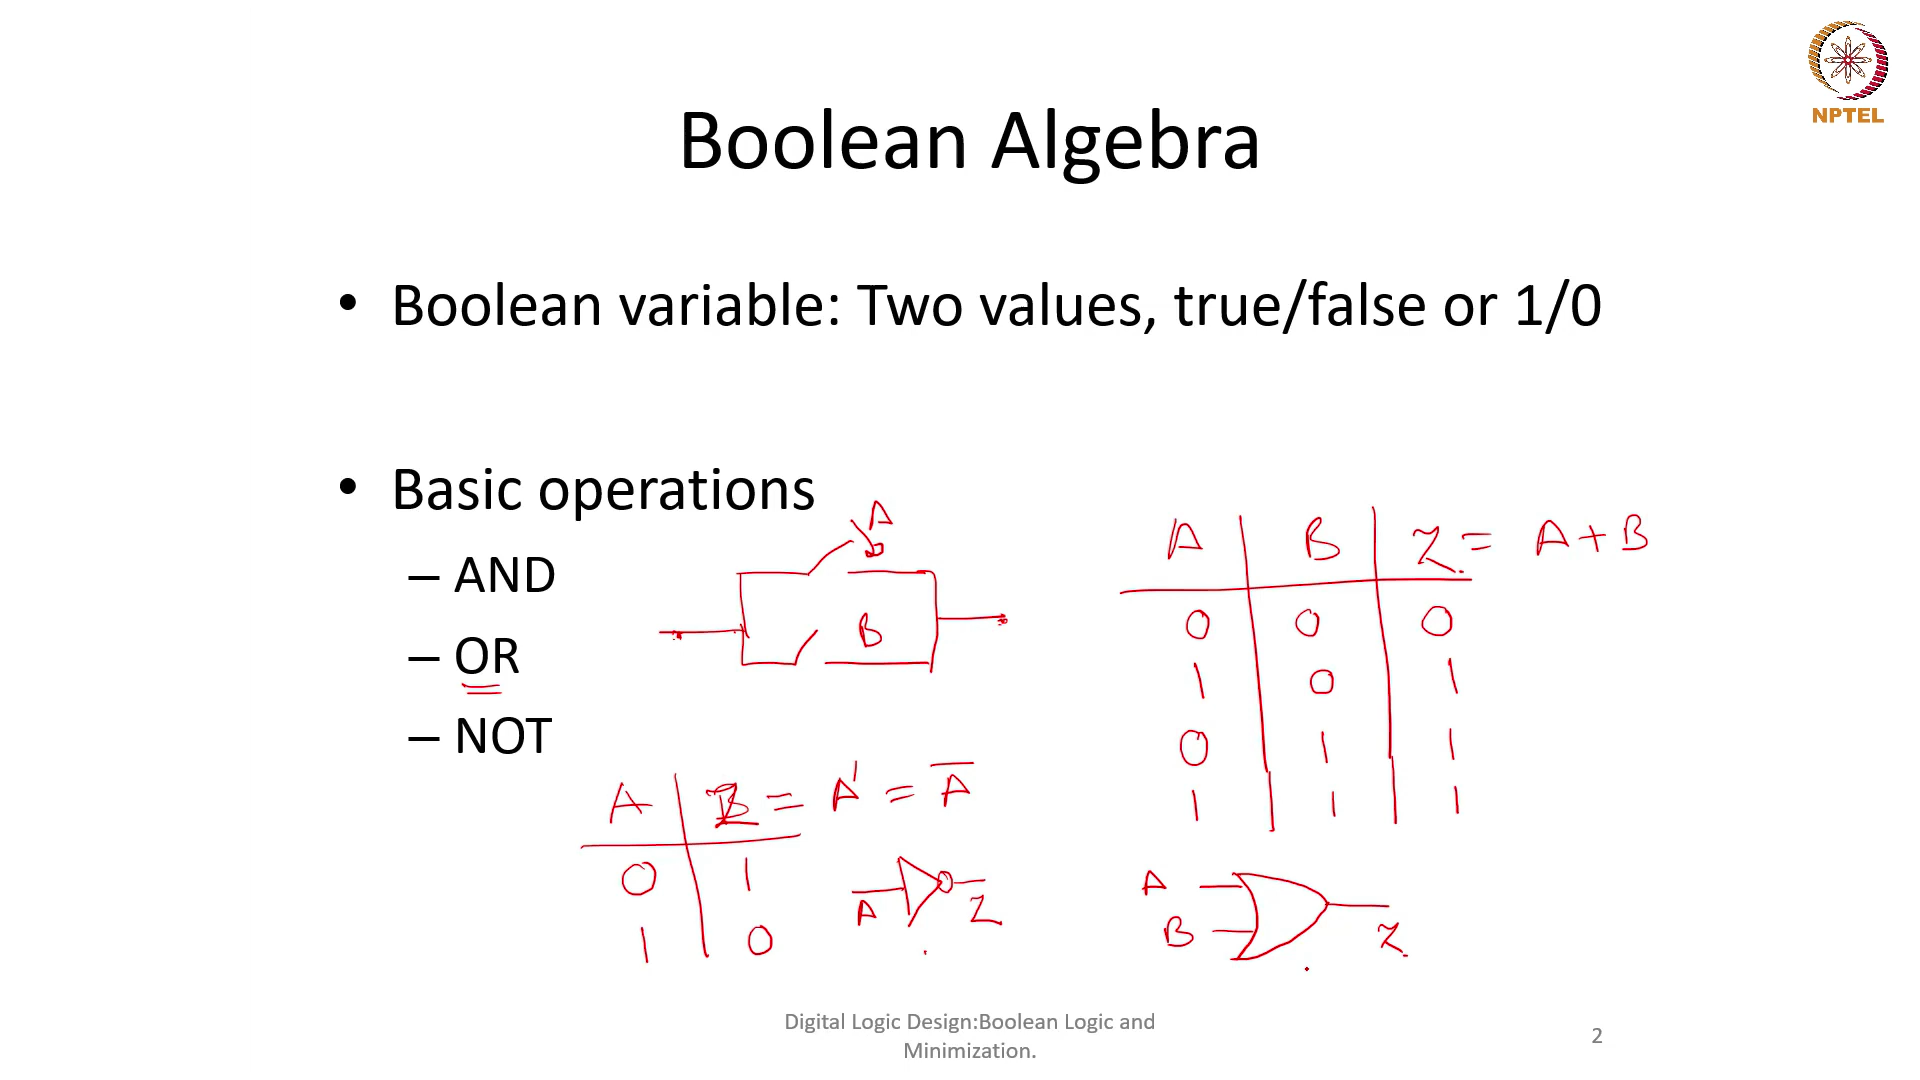 NPTEL
Boolean Algebra
• Boolean variable: Two values, true/false or 1/0
• Basic operations
– AND
– OR
– NOT
A
B
A B Z = A + B
0 0 0
1 0 1
0 1 1
1 1 1
A Z = A' = A̅
0 1
1 0
A Z
A
B
Z
Digital Logic Design:Boolean Logic and
Minimization.
2